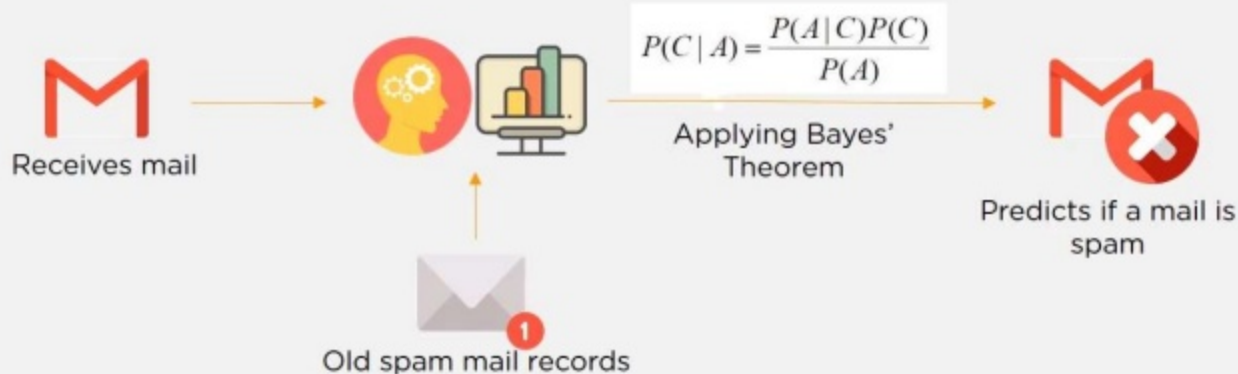 P(C | A) = P(A | C)P(C) / P(A)
Receives mail
Applying Bayes'
Theorem
Predicts if a mail is
spam
1
Old spam mail records